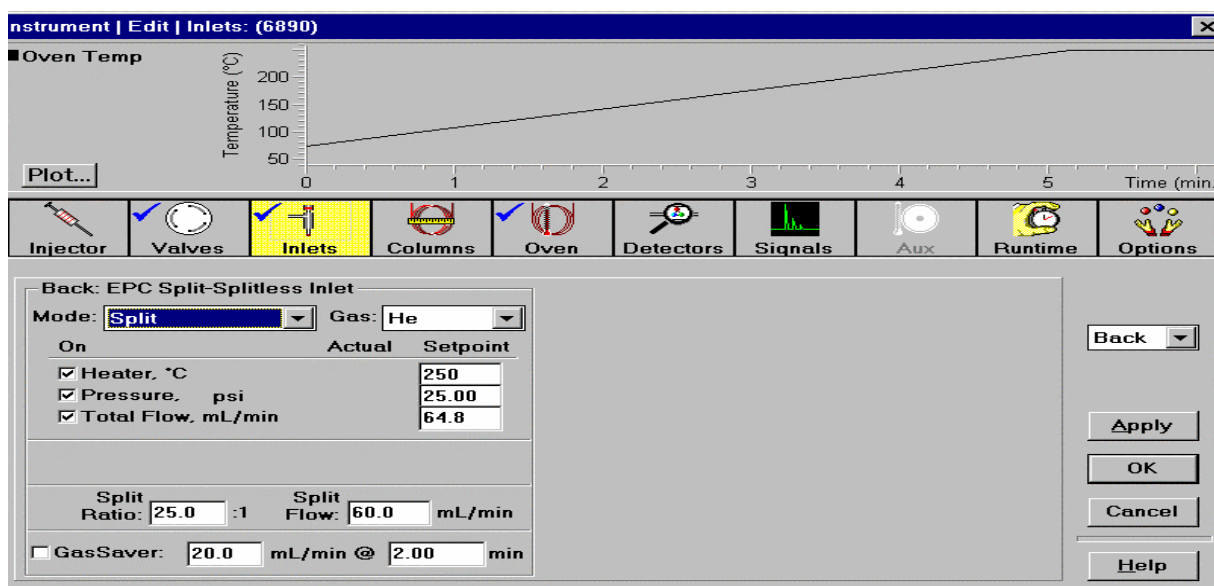 nstrument | Edit | Inlets: (6890)
Oven Temp
Temperature (°C)
200
150
100
50
Plot...
0 1 2 3 4 5 Time (min.
Injector Valves Inlets Columns Oven Detectors Signals Aux Runtime Options
Back: EPC Split-Splitless Inlet
Mode: Split Gas: He
On Actual Setpoint
Heater, °C 250
Pressure, psi 25.00
Total Flow, mL/min 64.8
Split Ratio: 25.0 :1 Split Flow: 60.0 mL/min
GasSaver: 20.0 mL/min @ 2.00 min
Back
Apply
OK
Cancel
Help